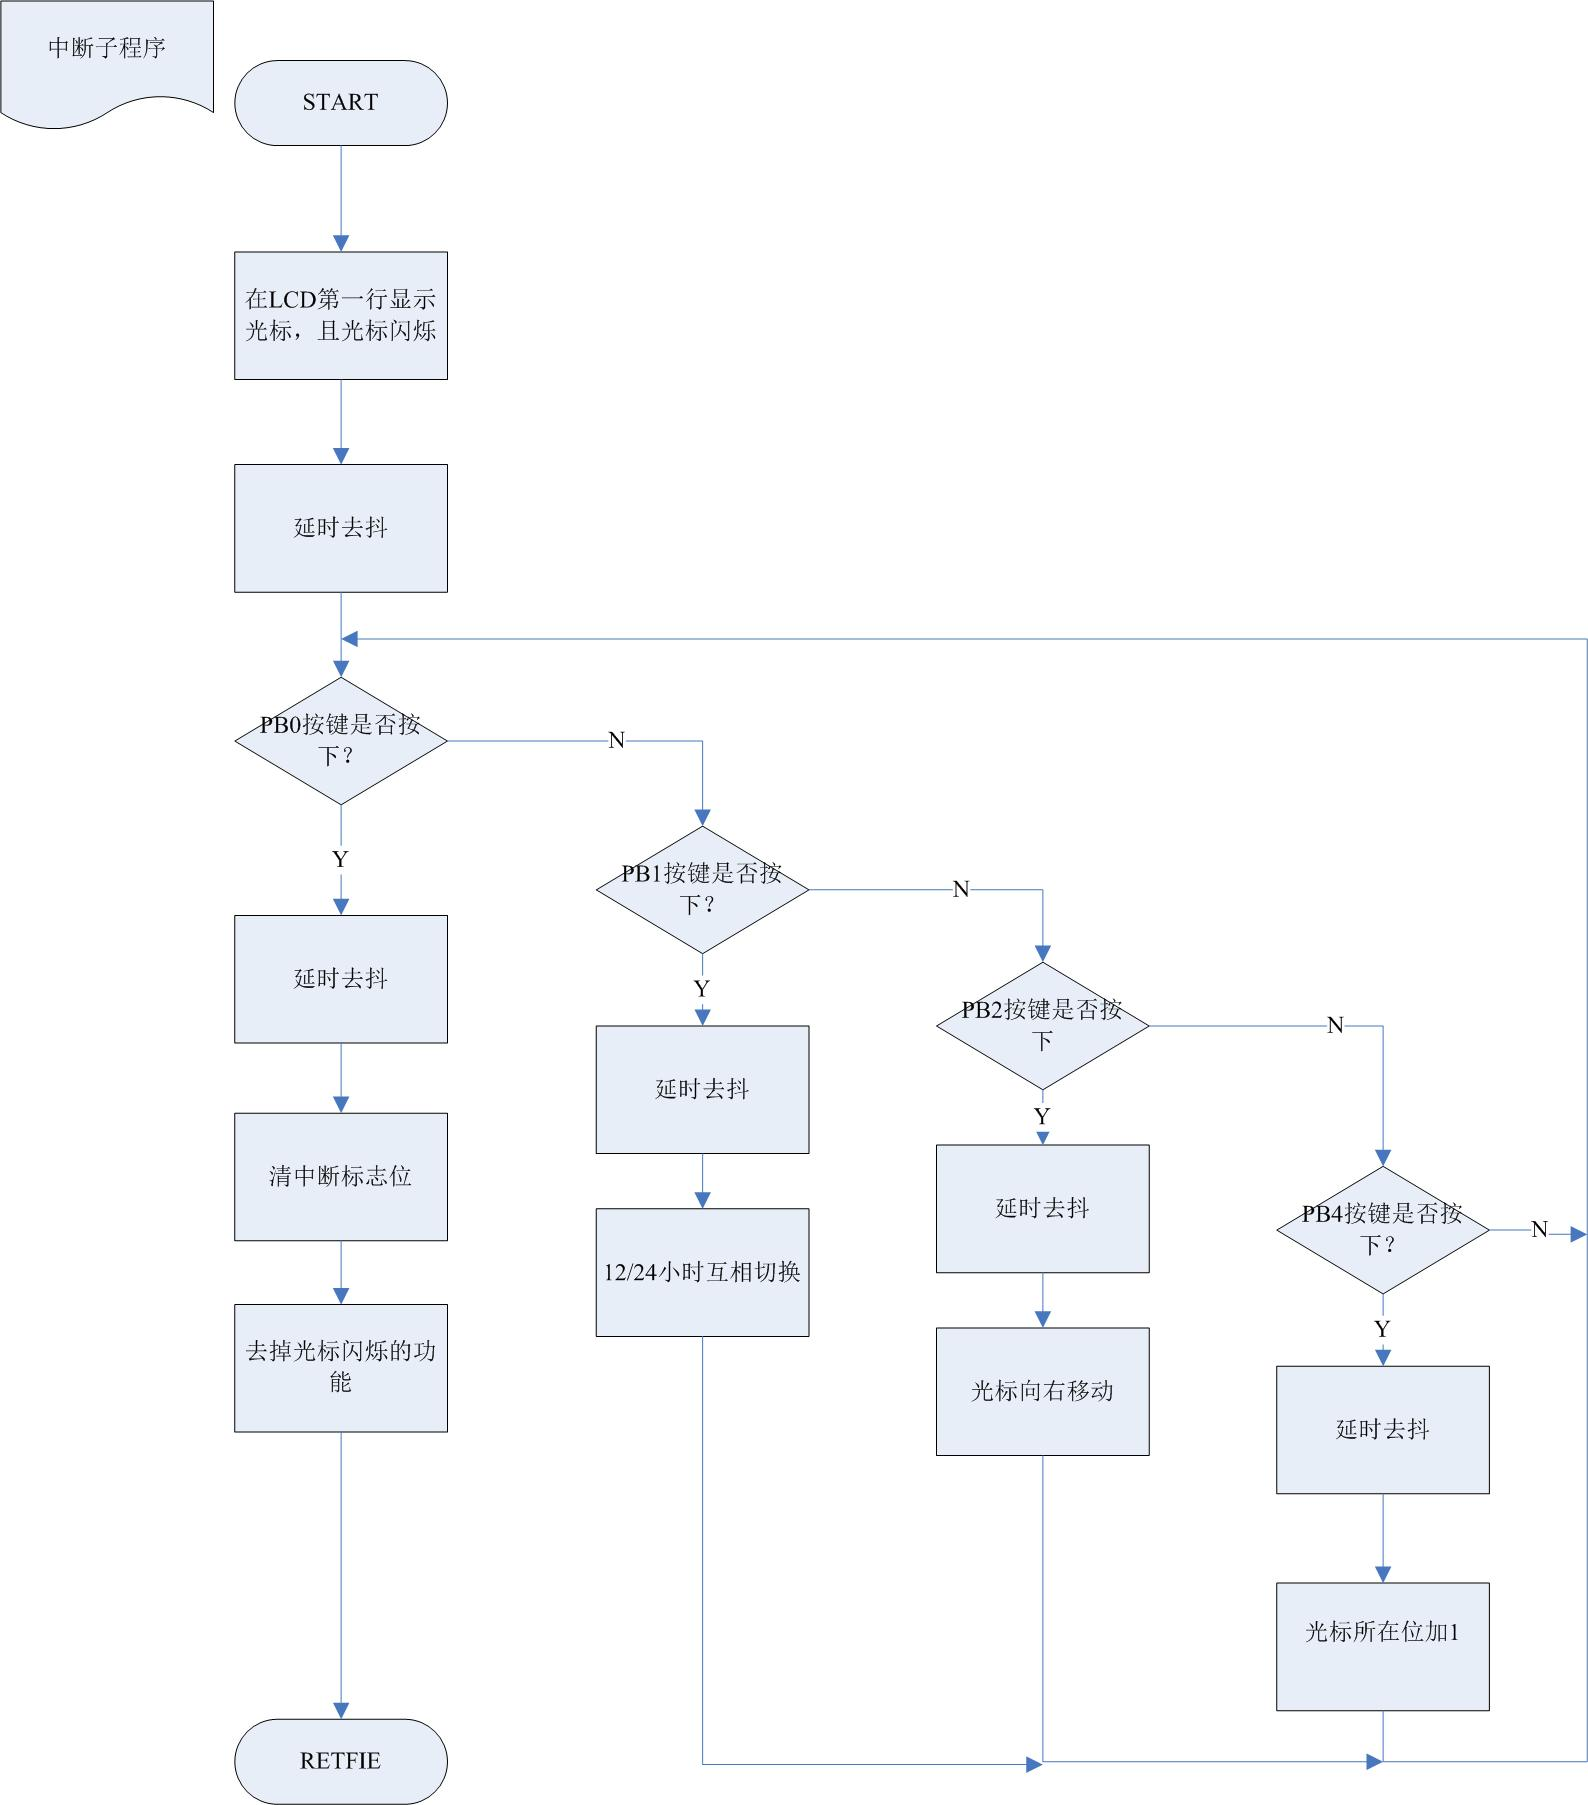 中断子程序
START
在LCD第一行显示
光标，且光标闪烁
延时去抖
PB0按键是否按
下？
N
Y
PB1按键是否按
下？
N
Y
PB2按键是否按
下
N
Y
PB4按键是否按
下？
N
Y
延时去抖
清中断标志位
去掉光标闪烁的功
能
RETFIE
延时去抖
12/24小时互相切换
延时去抖
光标向右移动
延时去抖
光标所在位加1